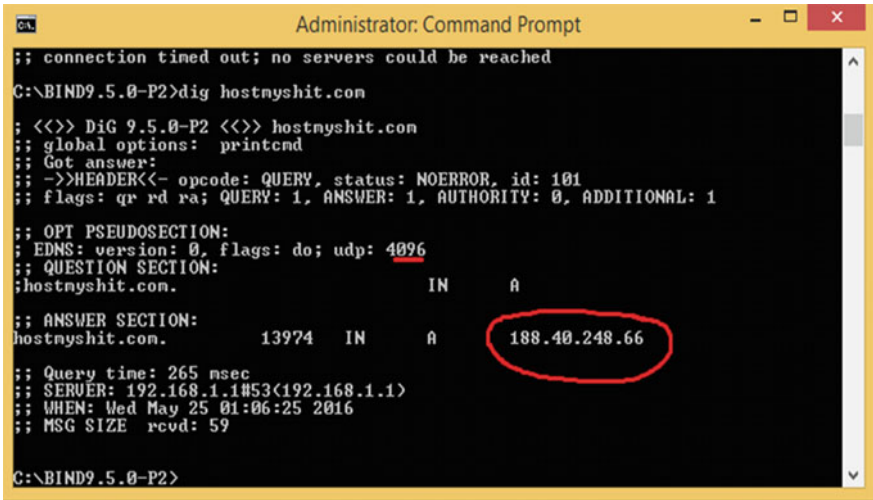 Administrator: Command Prompt
;; connection timed out; no servers could be reached
C:\BIND9.5.0-P2>dig hostmyshit.com
; <<>> DiG 9.5.0-P2 <<>> hostmyshit.com
;; global options:  printcmd
;; Got answer:
;; ->>HEADER<<- opcode: QUERY, status: NOERROR, id: 101
;; flags: qr rd ra; QUERY: 1, ANSWER: 1, AUTHORITY: 0, ADDITIONAL: 1
;; OPT PSEUDOSECTION:
; EDNS: version: 0, flags: do; udp: 4096
;; QUESTION SECTION:
;hostmyshit.com. IN A
;; ANSWER SECTION:
hostmyshit.com. 13974 IN A 188.40.248.66
;; Query time: 265 msec
;; SERVER: 192.168.1.1#53(192.168.1.1)
;; WHEN: Wed May 25 01:06:25 2016
;; MSG SIZE  rcvd: 59
C:\BIND9.5.0-P2>